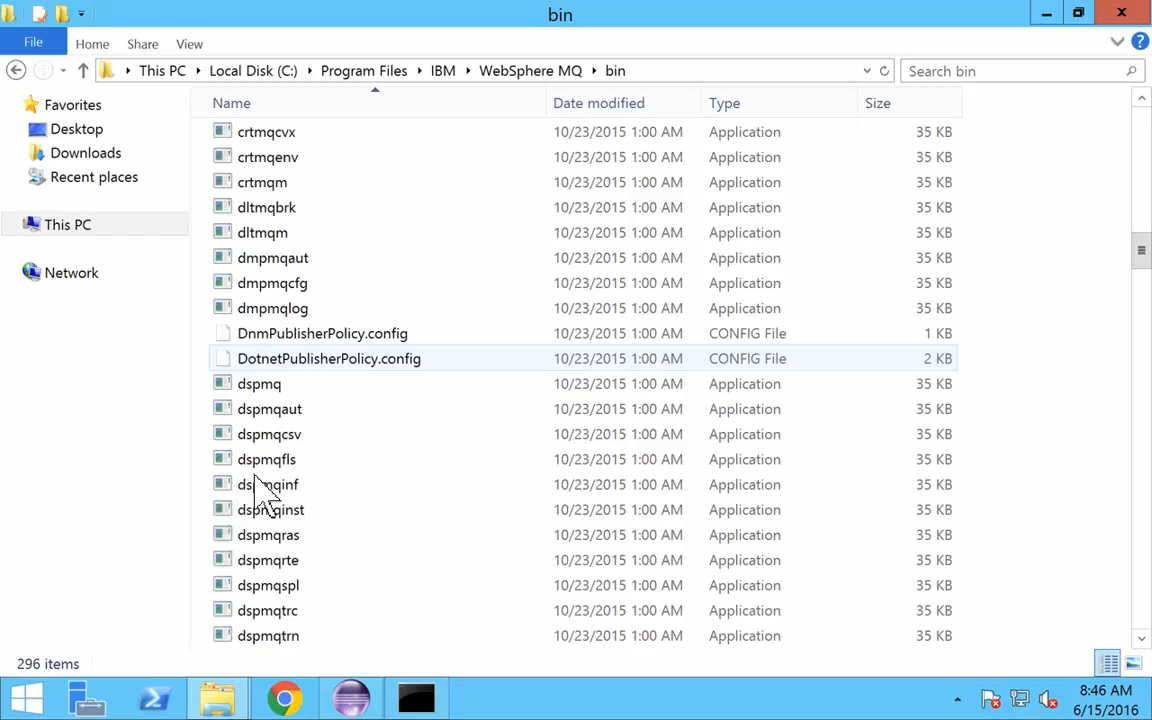 bin
File Home Share View
This PC Local Disk (C:) Program Files IBM WebSphere MQ bin Search bin
Favorites
Desktop
Downloads
Recent places
This PC
Network
Name Date modified Type Size
crtmqcvx 10/23/2015 1:00 AM Application 35 KB
crtmqenv 10/23/2015 1:00 AM Application 35 KB
crtmqm 10/23/2015 1:00 AM Application 35 KB
dltmqbrk 10/23/2015 1:00 AM Application 35 KB
dltmqm 10/23/2015 1:00 AM Application 35 KB
dmpmqaut 10/23/2015 1:00 AM Application 35 KB
dmpmqcfg 10/23/2015 1:00 AM Application 35 KB
dmpmqlog 10/23/2015 1:00 AM Application 35 KB
DnmPublisherPolicy.config 10/23/2015 1:00 AM CONFIG File 1 KB
DotnetPublisherPolicy.config 10/23/2015 1:00 AM CONFIG File 2 KB
dspmq 10/23/2015 1:00 AM Application 35 KB
dspmqaut 10/23/2015 1:00 AM Application 35 KB
dspmqcsv 10/23/2015 1:00 AM Application 35 KB
dspmqfls 10/23/2015 1:00 AM Application 35 KB
dspmqinf 10/23/2015 1:00 AM Application 35 KB
dspmqinst 10/23/2015 1:00 AM Application 35 KB
dspmqras 10/23/2015 1:00 AM Application 35 KB
dspmqrte 10/23/2015 1:00 AM Application 35 KB
dspmqspl 10/23/2015 1:00 AM Application 35 KB
dspmqtrc 10/23/2015 1:00 AM Application 35 KB
dspmqtrn 10/23/2015 1:00 AM Application 35 KB
296 items
8:46 AM
6/15/2016